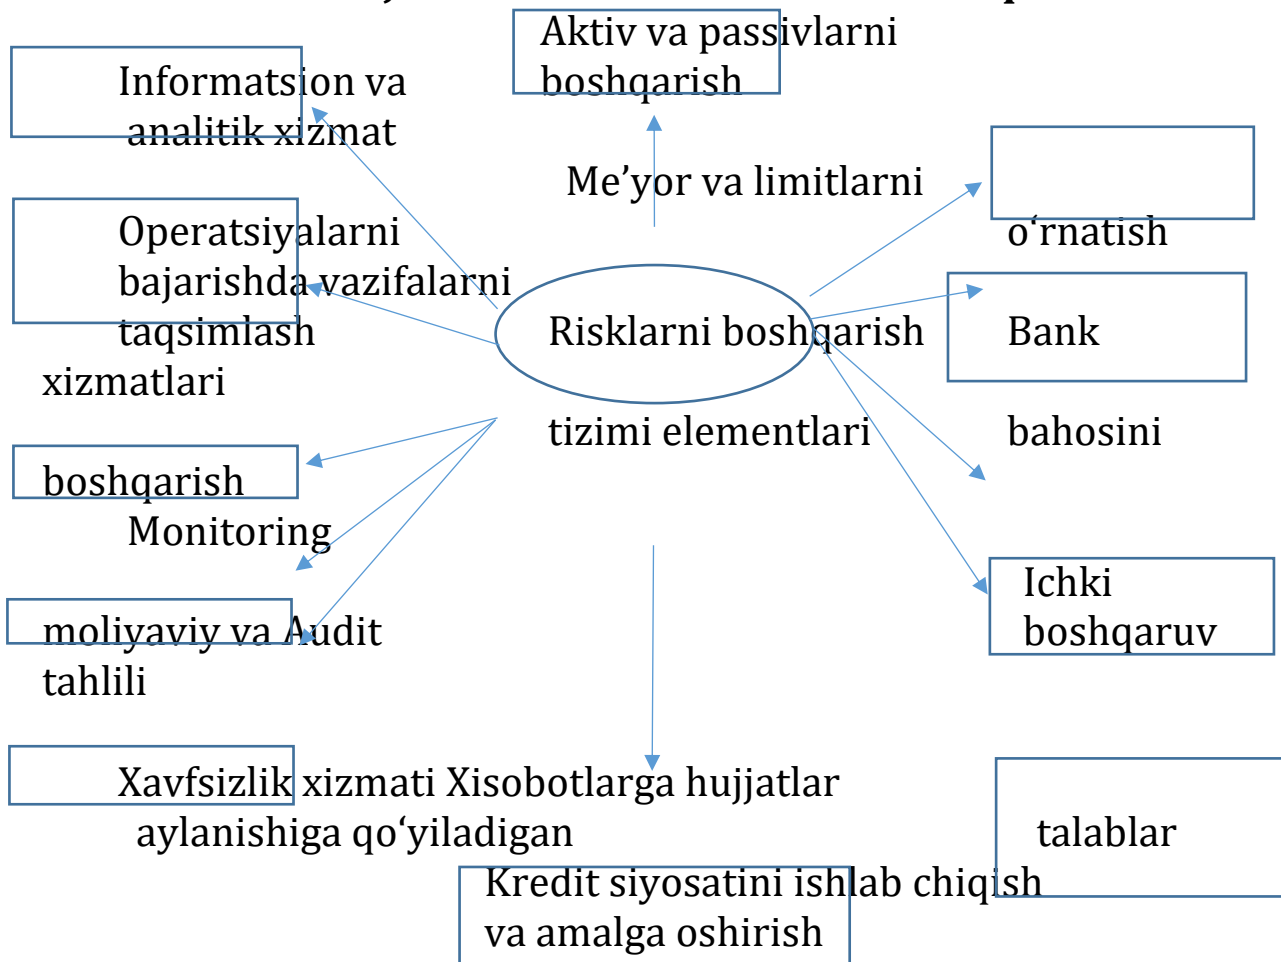 Aktiv va passivlarni
boshqarish
Informatsion va
analitik xizmat
Me’yor va limitlarni
Operatsiyalarni o‘rnatish
bajarishda vazifalarni
taqsimlash Risklarni boshqarish Bank
xizmatlari
tizimi elementlari bahosini
boshqarish
Monitoring
Ichki
moliyaviy va Audit boshqaruv
tahlili
Xavfsizlik xizmati Xisobotlarga hujjatlar
aylanishiga qo‘yiladigan talablar
Kredit siyosatini ishlab chiqish
va amalga oshirish